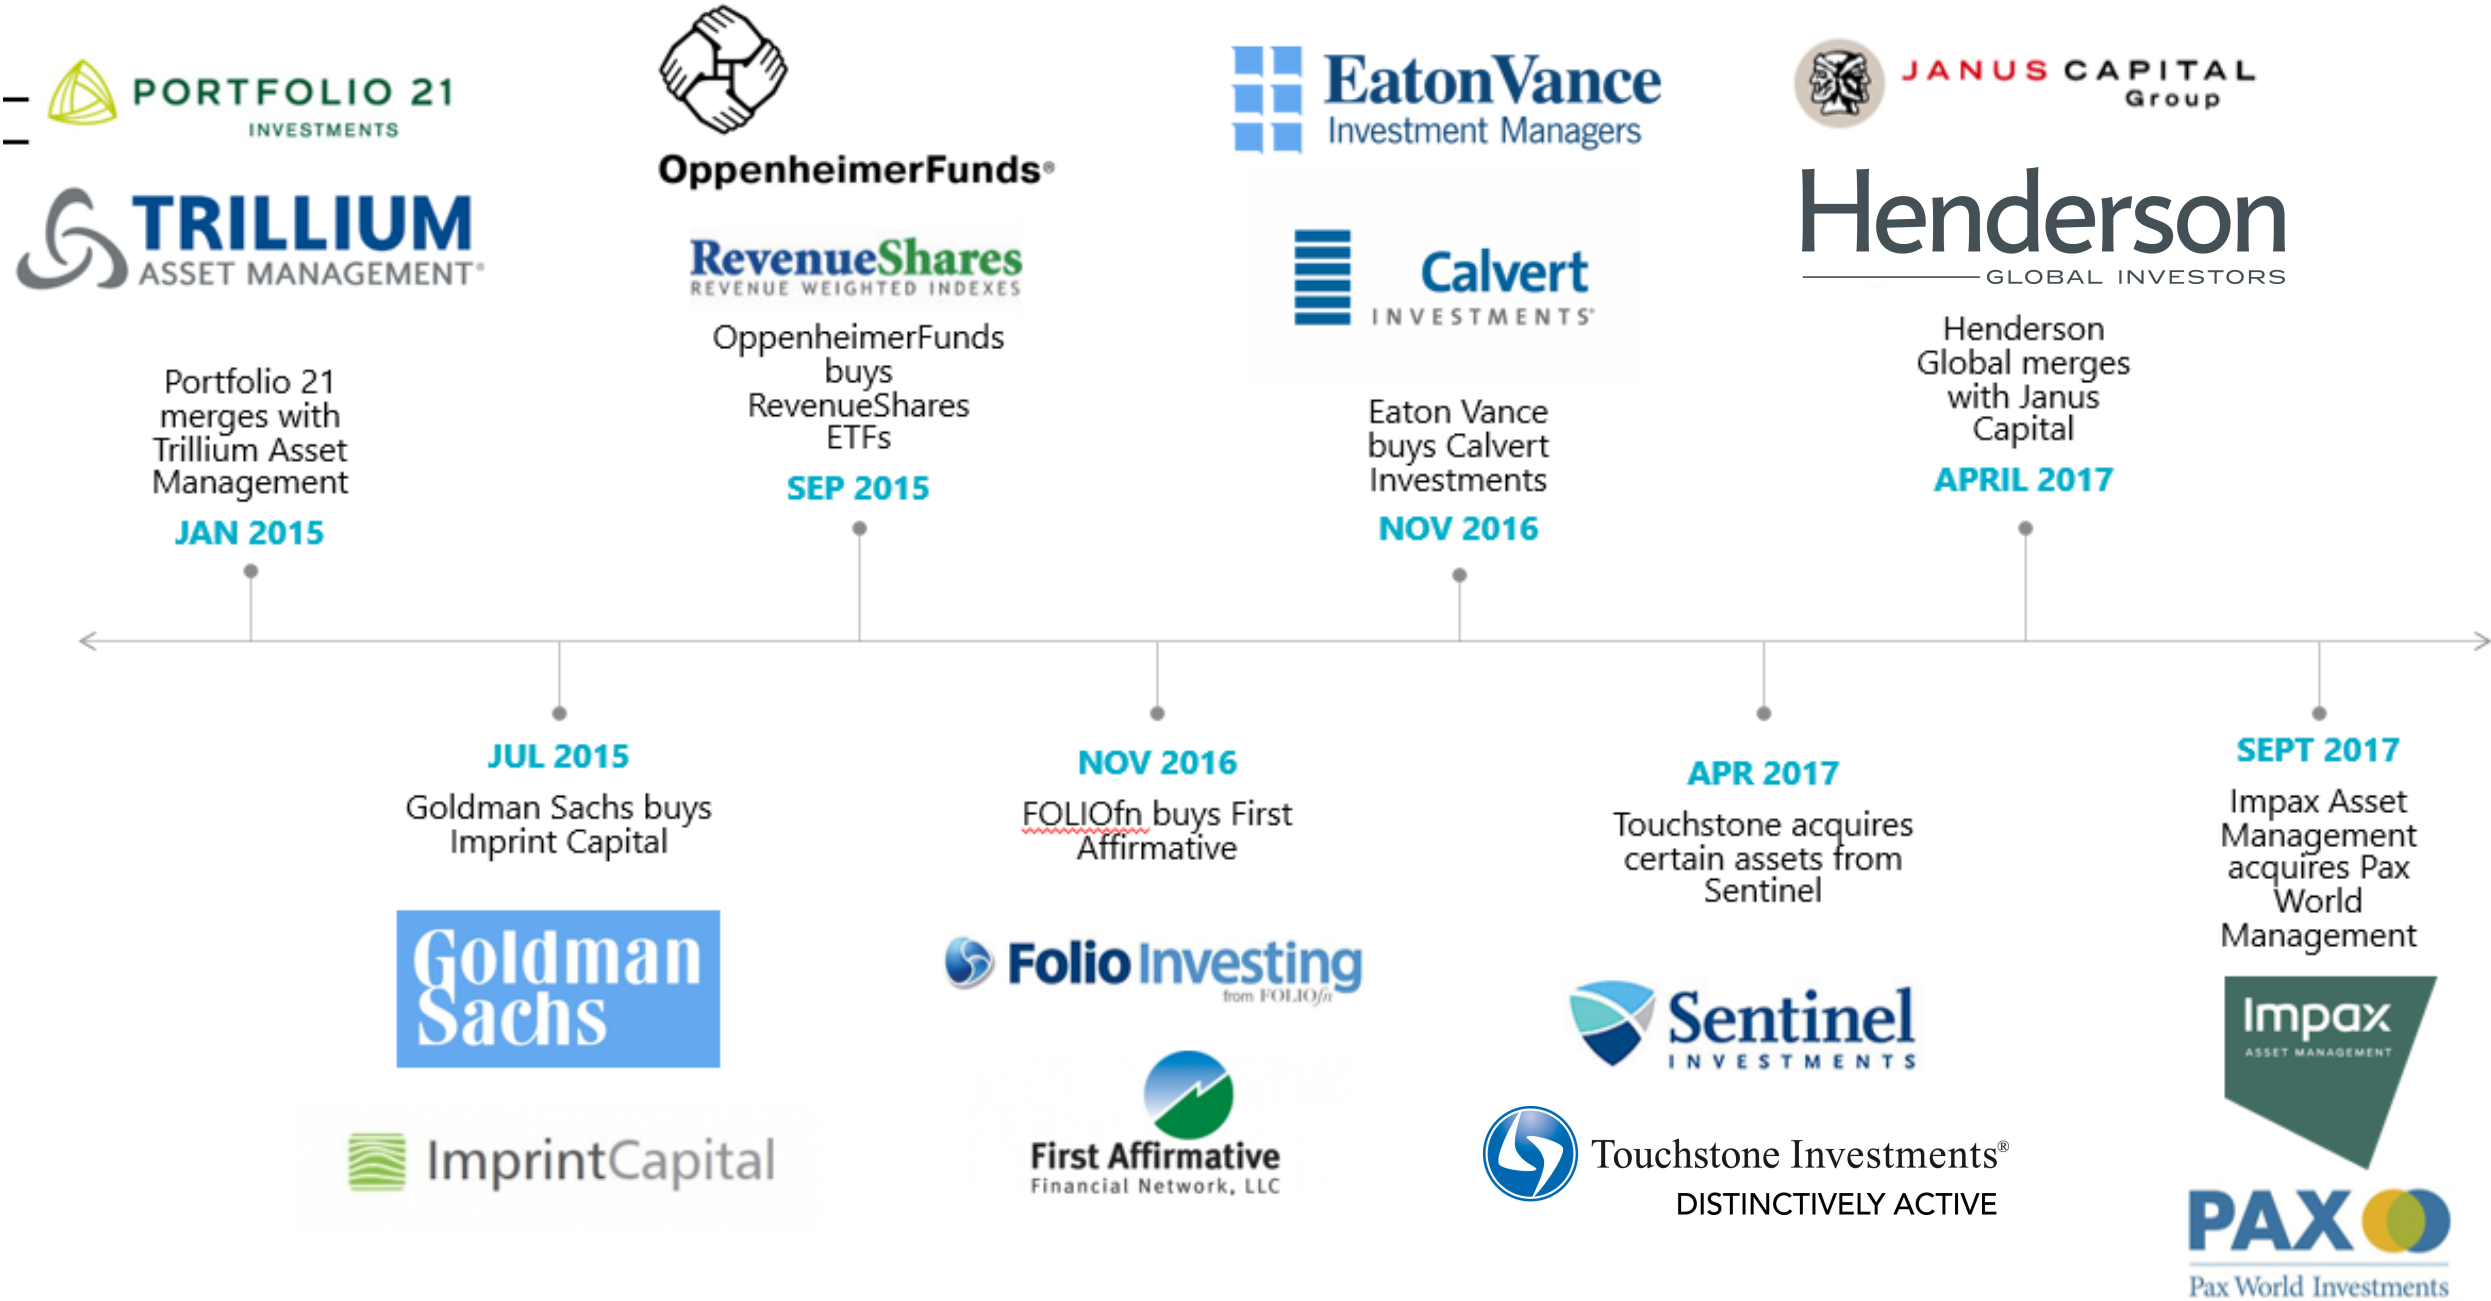 PORTFOLIO 21
INVESTMENTS
TRILLIUM
ASSET MANAGEMENT®
Portfolio 21
merges with
Trillium Asset
Management
JAN 2015
OppenheimerFunds®
RevenueShares
REVENUE WEIGHTED INDEXES
OppenheimerFunds
buys
RevenueShares
ETFs
SEP 2015
EatonVance
Investment Managers
Calvert
INVESTMENTS
Eaton Vance
buys Calvert
Investments
NOV 2016
JANUS CAPITAL
Group
Henderson
GLOBAL INVESTORS
Henderson
Global merges
with Janus
Capital
APRIL 2017
JUL 2015
Goldman Sachs buys
Imprint Capital
Goldman
Sachs
ImprintCapital
NOV 2016
FOLIOfn buys First
Affirmative
Folio Investing
from FOLIOfn
First Affirmative
Financial Network, LLC
APR 2017
Touchstone acquires
certain assets from
Sentinel
Sentinel
INVESTMENTS
Touchstone Investments®
DISTINCTIVELY ACTIVE
SEPT 2017
Impax Asset
Management
acquires Pax
World
Management
Impax
ASSET MANAGEMENT
PAX
Pax World Investments